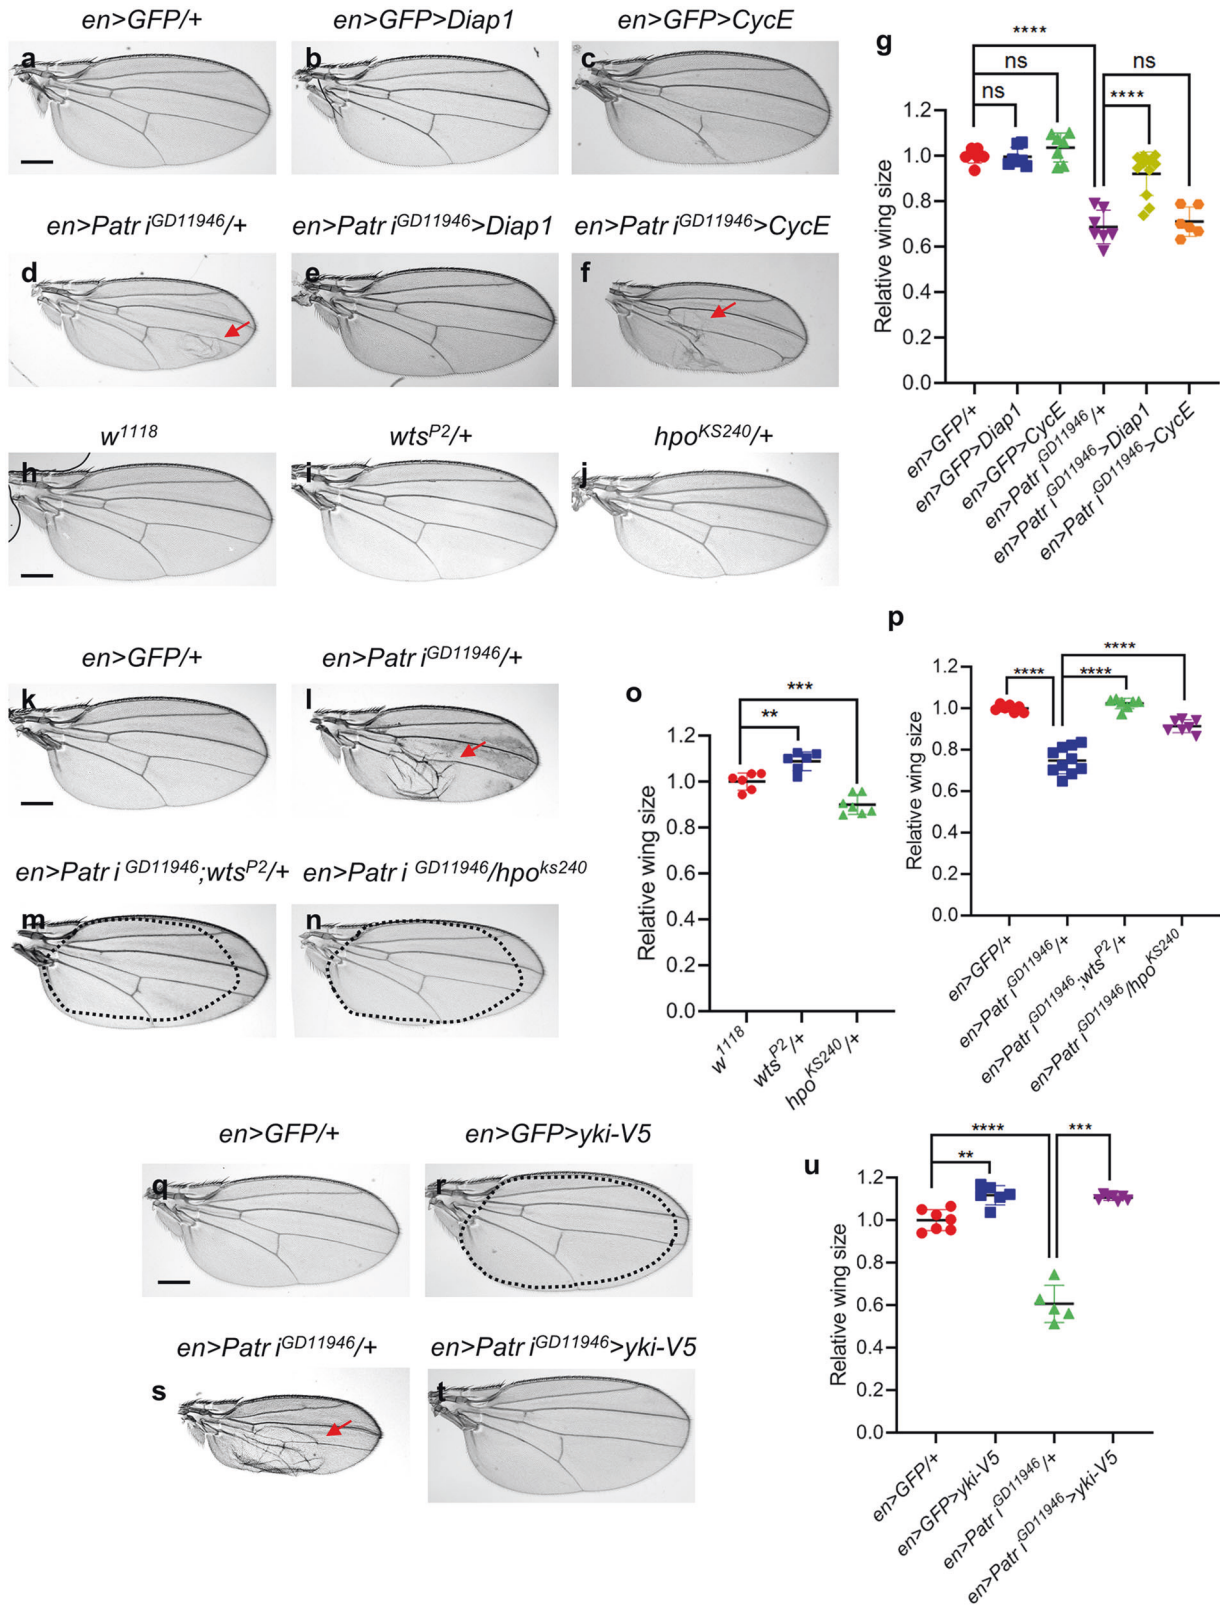 en>GFP/+
en>GFP>Diap1
en>GFP>CycE
a
b
c
en>Patr i^GD11946/+
en>Patr i^GD11946>Diap1
en>Patr i^GD11946>CycE
d
e
f
g
****
ns
ns
ns
****
Relative wing size
1.2
1.0
0.8
0.6
0.4
0.2
0.0
en>GFP/+
en>GFP>Diap1
en>GFP>CycE
en>Patr i^GD11946/+
en>Patr i^GD11946>Diap1
en>Patr i^GD11946>CycE
w^1118
wts^P2/+
hpo^KS240/+
h
i
j
en>GFP/+
en>Patr i^GD11946/+
k
l
en>Patr i ^GD11946;wts^P2/+
en>Patr i ^GD11946/hpo^ks240
m
n
o
***
**
Relative wing size
1.2
1.0
0.8
0.6
0.4
0.2
0.0
w^1118
wts^P2/+
hpo^KS240/+
p
****
****
****
Relative wing size
1.2
1.0
0.8
0.6
0.4
0.2
0.0
en>GFP/+
en>Patr i^GD11946/+
en>Patr i^GD11946;wts^P2/+
en>Patr i^GD11946/hpo^KS240
en>GFP/+
en>GFP>yki-V5
q
r
en>Patr i^GD11946/+
en>Patr i^GD11946>yki-V5
s
t
u
****
***
**
Relative wing size
1.2
1.0
0.8
0.6
0.4
0.2
0.0
en>GFP/+
en>GFP>yki-V5
en>Patr i^GD11946/+
en>Patr i^GD11946>yki-V5